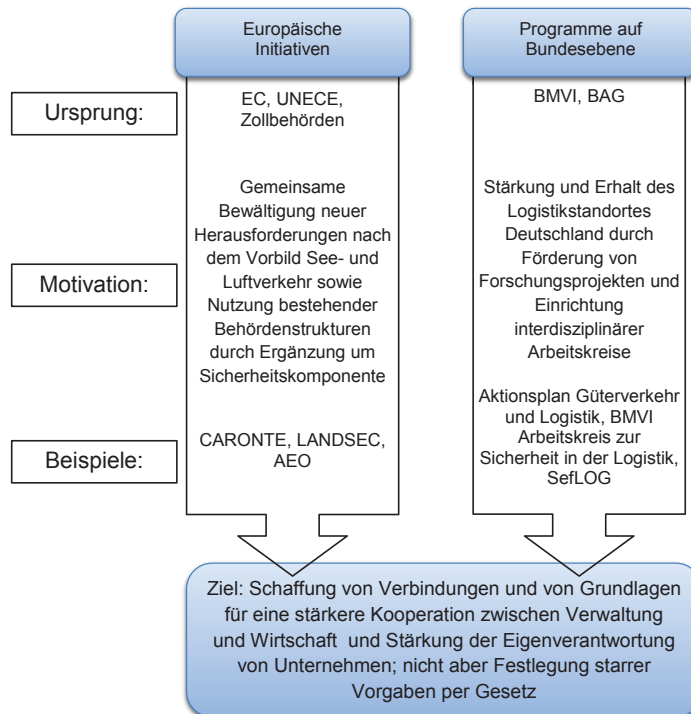 Europäische
Initiativen
Programme auf
Bundesebene
Ursprung:
EC, UNECE,
Zollbehörden
BMVI, BAG
Motivation:
Gemeinsame
Bewältigung neuer
Herausforderungen nach
dem Vorbild See- und
Luftverkehr sowie
Nutzung bestehender
Behördenstrukturen
durch Ergänzung um
Sicherheitskomponente
Stärkung und Erhalt des
Logistikstandortes
Deutschland durch
Förderung von
Forschungsprojekten und
Einrichtung
interdisziplinärer
Arbeitskreise
Beispiele:
CARONTE, LANDSEC,
AEO
Aktionsplan Güterverkehr
und Logistik, BMVI
Arbeitskreis zur
Sicherheit in der Logistik,
SefLOG
Ziel: Schaffung von Verbindungen und von Grundlagen
für eine stärkere Kooperation zwischen Verwaltung
und Wirtschaft und Stärkung der Eigenverantwortung
von Unternehmen; nicht aber Festlegung starrer
Vorgaben per Gesetz